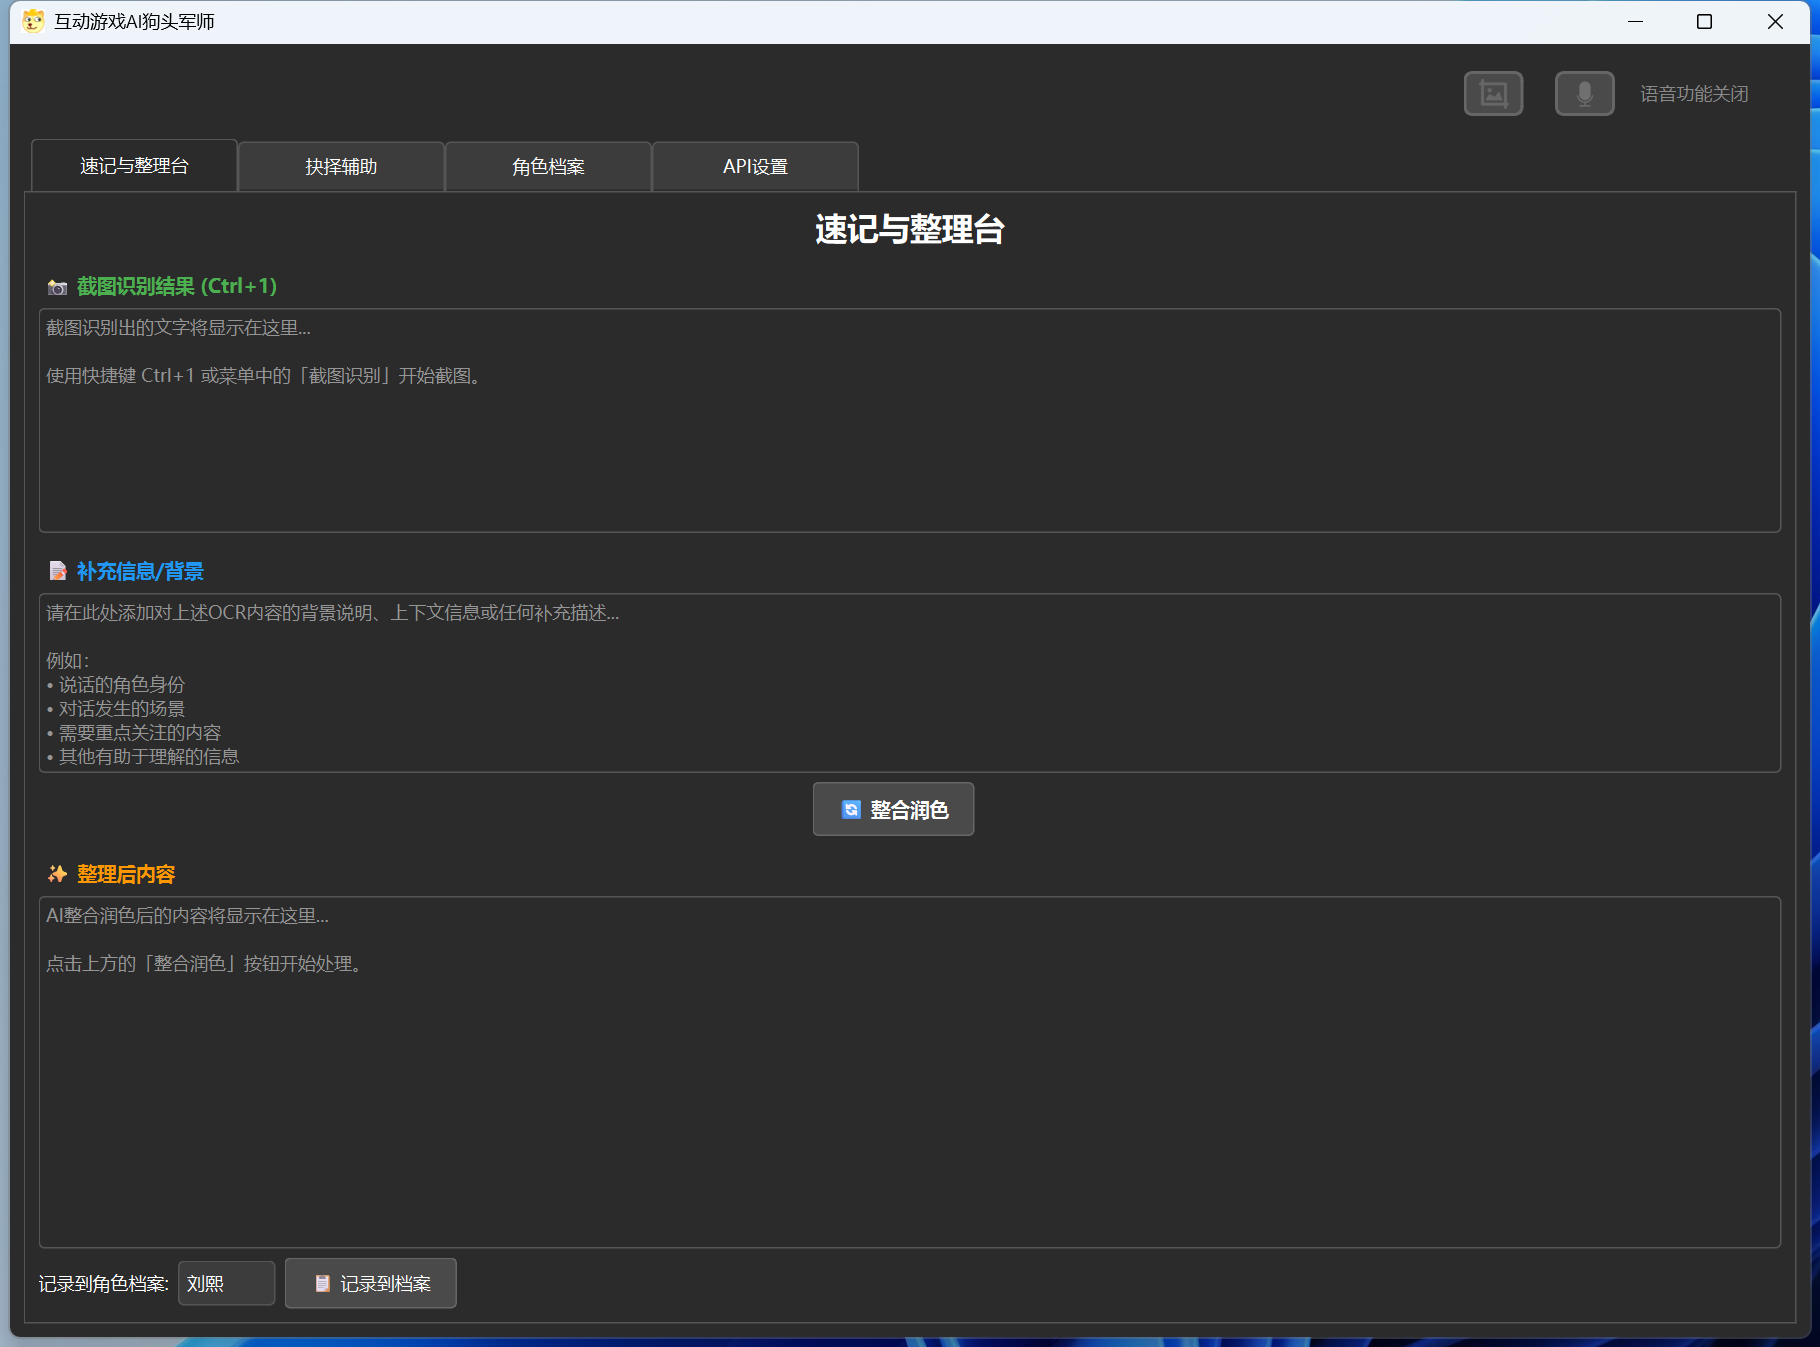 互动游戏AI狗头军师
语音功能关闭
速记与整理台
抉择辅助
角色档案
API设置
速记与整理台
截图识别结果 (Ctrl+1)
截图识别出的文字将显示在这里...
使用快捷键 Ctrl+1 或菜单中的「截图识别」开始截图。
补充信息/背景
请在此处添加对上述OCR内容的背景说明、上下文信息或任何补充描述...
例如：
• 说话的角色身份
• 对话发生的场景
• 需要重点关注的内容
• 其他有助于理解的信息
整合润色
整理后内容
AI整合润色后的内容将显示在这里...
点击上方的「整合润色」按钮开始处理。
记录到角色档案: 刘熙 记录到档案